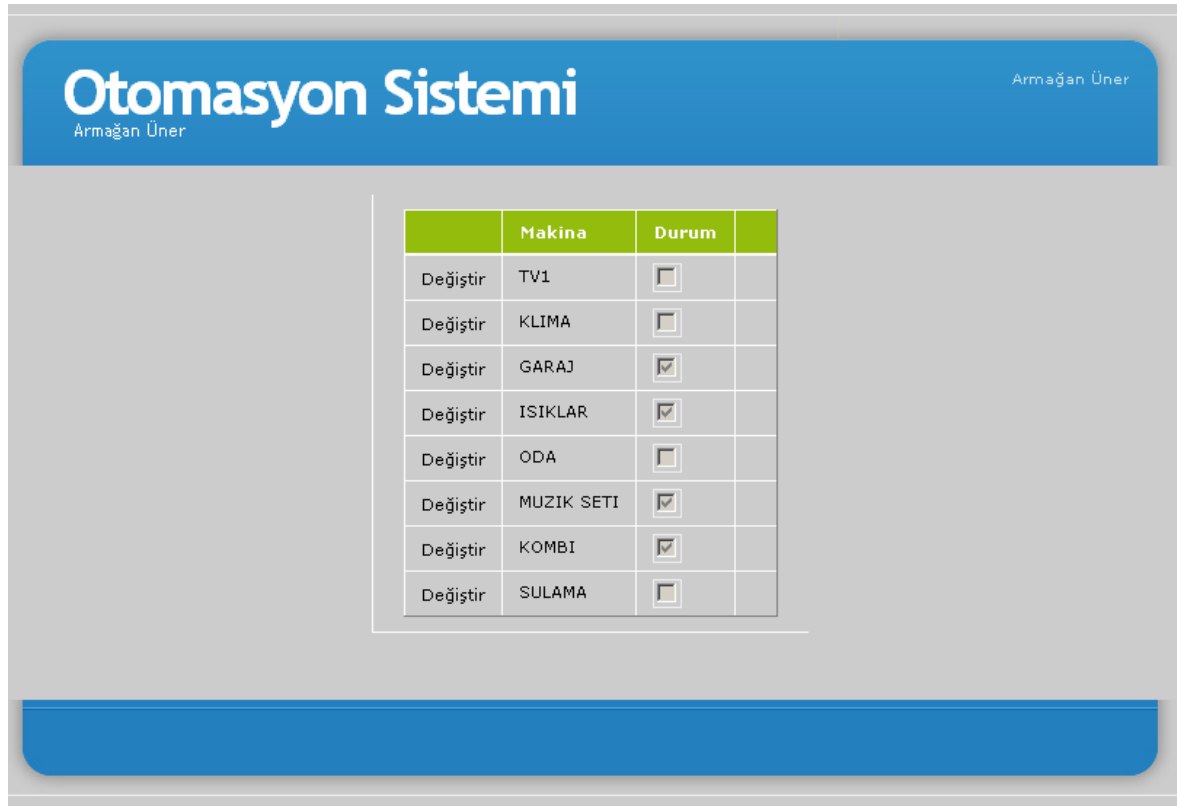 Otomasyon Sistemi
Armağan Üner
Armağan Üner
Makina Durum
Değiştir TV1
Değiştir KLIMA
Değiştir GARAJ
Değiştir ISIKLAR
Değiştir ODA
Değiştir MUZIK SETI
Değiştir KOMBI
Değiştir SULAMA